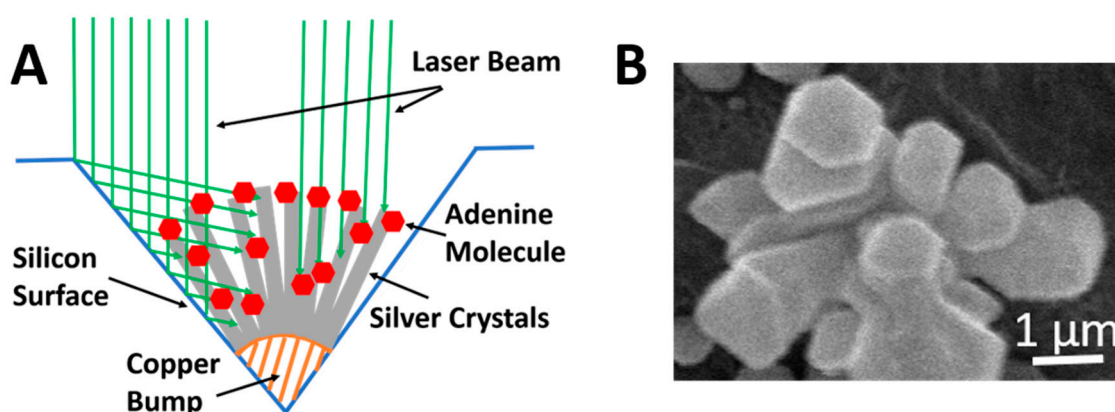 A
Laser Beam
Adenine
Molecule
Silicon
Surface
Silver Crystals
Copper
Bump
B
1 μm